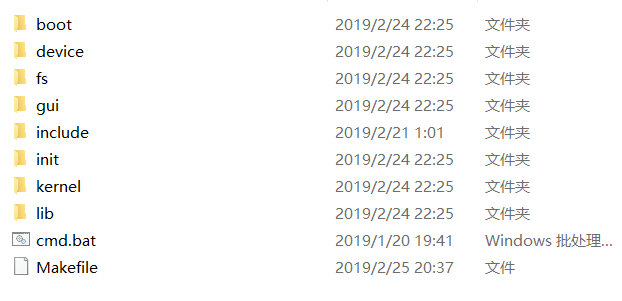 boot 2019/2/24 22:25 文件夹
device 2019/2/24 22:25 文件夹
fs 2019/2/24 22:25 文件夹
gui 2019/2/24 22:25 文件夹
include 2019/2/21 1:01 文件夹
init 2019/2/24 22:25 文件夹
kernel 2019/2/24 22:25 文件夹
lib 2019/2/24 22:25 文件夹
cmd.bat 2019/1/20 19:41 Windows 批处理...
Makefile 2019/2/25 20:37 文件